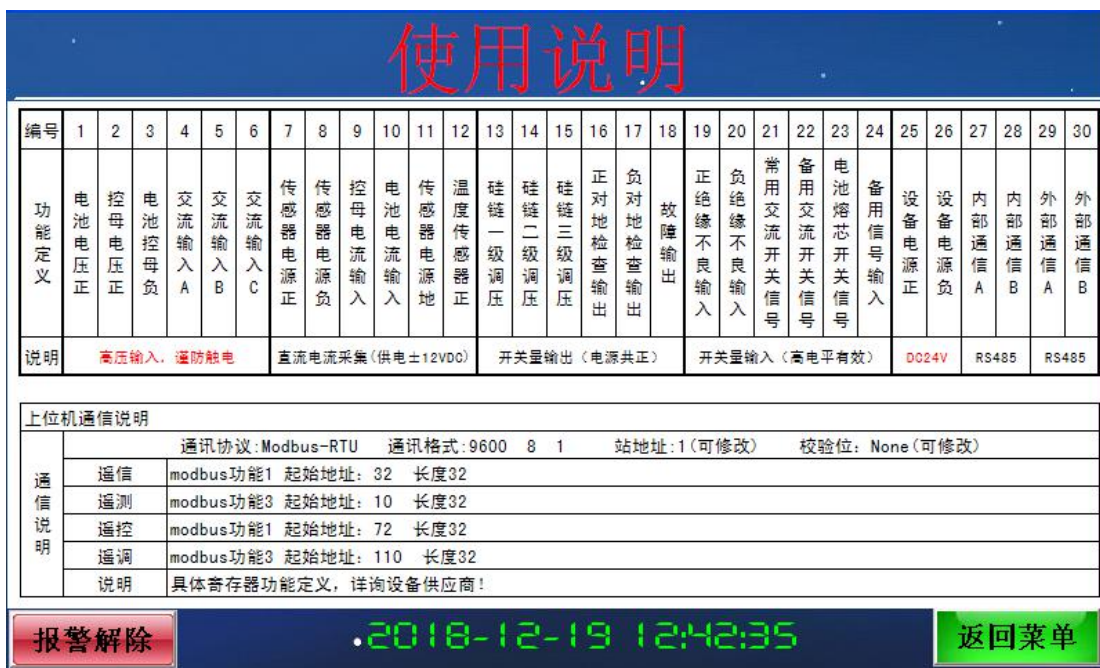 使用说明
编号 1 2 3 4 5 6 7 8 9 10 11 12 13 14 15 16 17 18 19 20 21 22 23 24 25 26 27 28 29 30
功能定义 电池电压正 控母电压正 电池控母负 交流输入A 交流输入B 交流输入C 传感器电源正 传感器电源负 控母电流输入 电池电流输入 传感器电源地 温度传感器正 硅链一级调压 硅链二级调压 硅链三级调压 正对地检查输出 负对地检查输出 故障输出 正绝缘不良输入 负绝缘不良输入 常用交流开关信号 备用交流开关信号 电池熔芯开关信号 备用信号输入 设备电源正 设备电源负 内部通信A 内部通信B 外部通信A 外部通信B
说明 高压输入，谨防触电 直流电流采集(供电±12VDC) 开关量输出（电源共正） 开关量输入（高电平有效） DC24V RS485 RS485
上位机通信说明
通信说明
通讯协议:Modbus-RTU 通讯格式:9600 8 1 站地址:1(可修改) 校验位：None(可修改)
遥信 modbus功能1 起始地址：32 长度32
遥测 modbus功能3 起始地址：10 长度32
遥控 modbus功能1 起始地址：72 长度32
遥调 modbus功能3 起始地址：110 长度32
说明 具体寄存器功能定义，详询设备供应商！
报警解除 2018-12-19 12:42:35 返回菜单